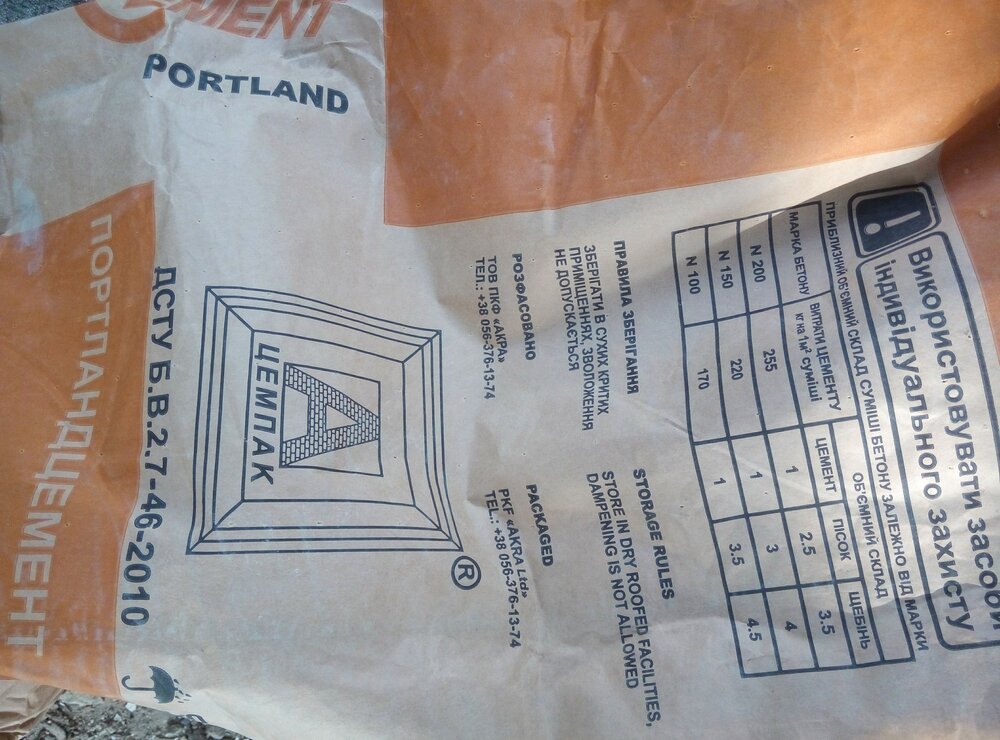 Використовувати засоби
індивідуального захисту
ПРИБЛИЗНИЙ ОБ'ЄМНИЙ СКЛАД СУМІШІ БЕТОНУ ЗАЛЕЖНО ВІД МАРКИ
МАРКА БЕТОНУ ВИТРАТИ ЦЕМЕНТУ ОБ'ЄМНИЙ СКЛАД
кг на 1м³ суміші ЦЕМЕНТ ПІСОК ЩЕБІНЬ
N 200 255 1 2.5 3.5
N 150 220 1 3 4
N 100 170 1 3.5 4.5
ПРАВИЛА ЗБЕРІГАННЯ
ЗБЕРІГАТИ В СУХИХ КРИТИХ
ПРИМІЩЕННЯХ, ЗВОЛОЖЕННЯ
НЕ ДОПУСКАЄТЬСЯ
STORAGE RULES
STORE IN DRY ROOFED FACILITIES,
DAMPENING IS NOT ALLOWED
РОЗФАСОВАНО
ТОВ ПКФ «АКРА»
ТЕЛ.: +38 056-376-13-74
PACKAGED
PKF «AKRA Ltd»
TEL.: +38 056-376-13-74
А
ЦЕМПАК
®
PORTLAND
CEMENT
ДСТУ Б.В.2.7-46-2010
ПОРТЛАНДЦЕМЕНТ